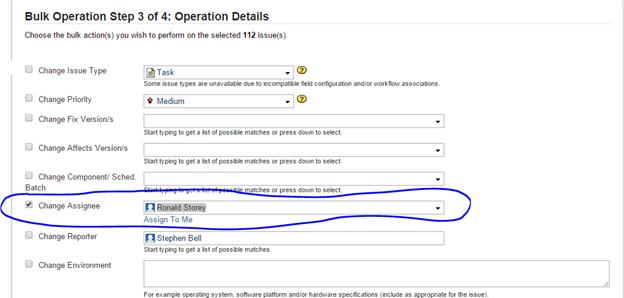 Bulk Operation Step 3 of 4: Operation Details
Choose the bulk action(s) you wish to perform on the selected 112 issue(s).
Change Issue Type Task
Some issue types are unavailable due to incompatible field configuration and/or workflow associations.
Change Priority Medium
Change Fix Version/s
Start typing to get a list of possible matches or press down to select.
Change Affects Version/s
Start typing to get a list of possible matches or press down to select.
Change Component/ Sched.
Batch
Start typing to get a list of possible matches or press down to select.
Change Assignee Ronald Storey
Assign To Me
Change Reporter Stephen Bell
Start typing to get a list of possible matches.
Change Environment
For example operating system, software platform and/or hardware specifications (include as appropriate for the issue).